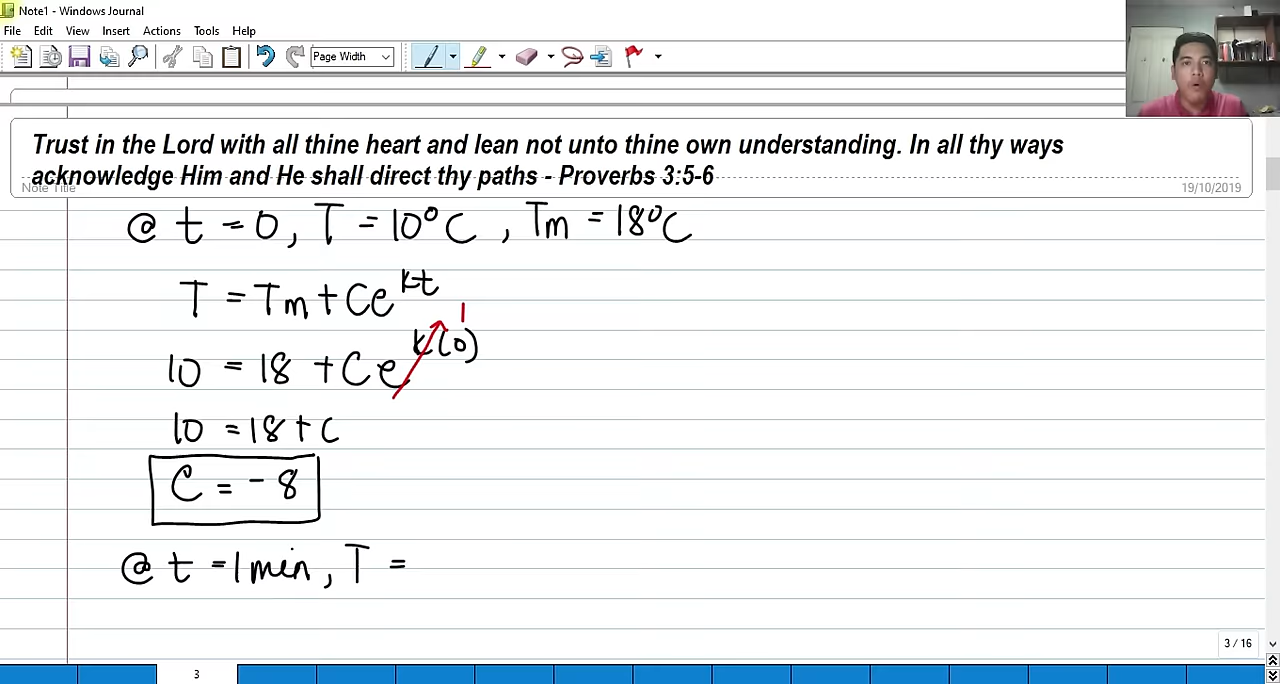 Note1 - Windows Journal
File Edit View Insert Actions Tools Help
Page Width
Trust in the Lord with all thine heart and lean not unto thine own understanding. In all thy ways
acknowledge Him and He shall direct thy paths - Proverbs 3:5-6
Note Title
19/10/2019
@ t = 0, T = 10°C, Tm = 18°C
T = Tm + Ce^kt
1
10 = 18 + Ce^k(0)
10 = 18 + C
C = -8
@ t = 1min, T =
3 / 16
3